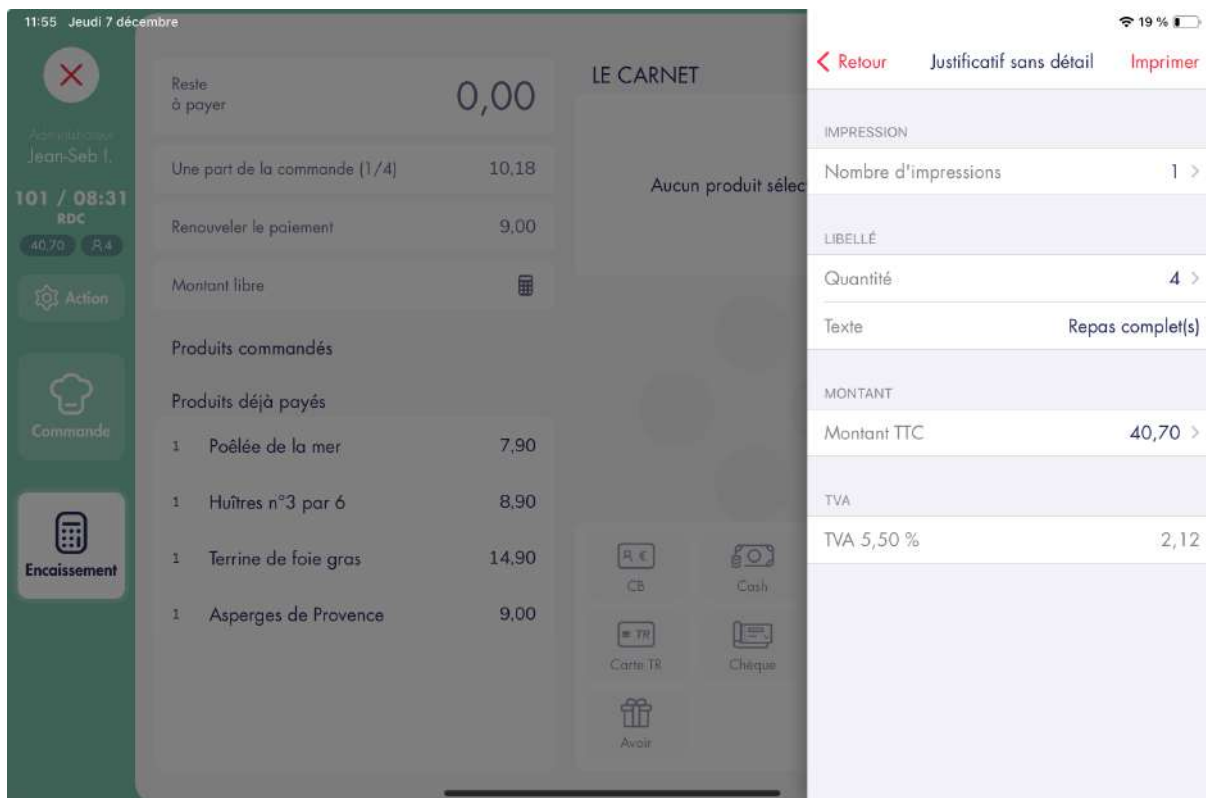 11:55 Jeudi 7 décembre
19 %
Jean-Seb I.
101 / 08:31
RDC
40,70 4
Action
Commande
Encaissement
Reste
à payer
0,00
Une part de la commande (1/4) 10,18
Renouveler le paiement 9,00
Montant libre
Produits commandés
Produits déjà payés
1 Poêlée de la mer 7,90
1 Huîtres n°3 par 6 8,90
1 Terrine de foie gras 14,90
1 Asperges de Provence 9,00
LE CARNET
Aucun produit sélec
CB Cash
TR
Carte TR Chèque
Avoir
Retour Justificatif sans détail Imprimer
IMPRESSION
Nombre d'impressions 1
LIBELLÉ
Quantité 4
Texte Repas complet(s)
MONTANT
Montant TTC 40,70
TVA
TVA 5,50 % 2,12